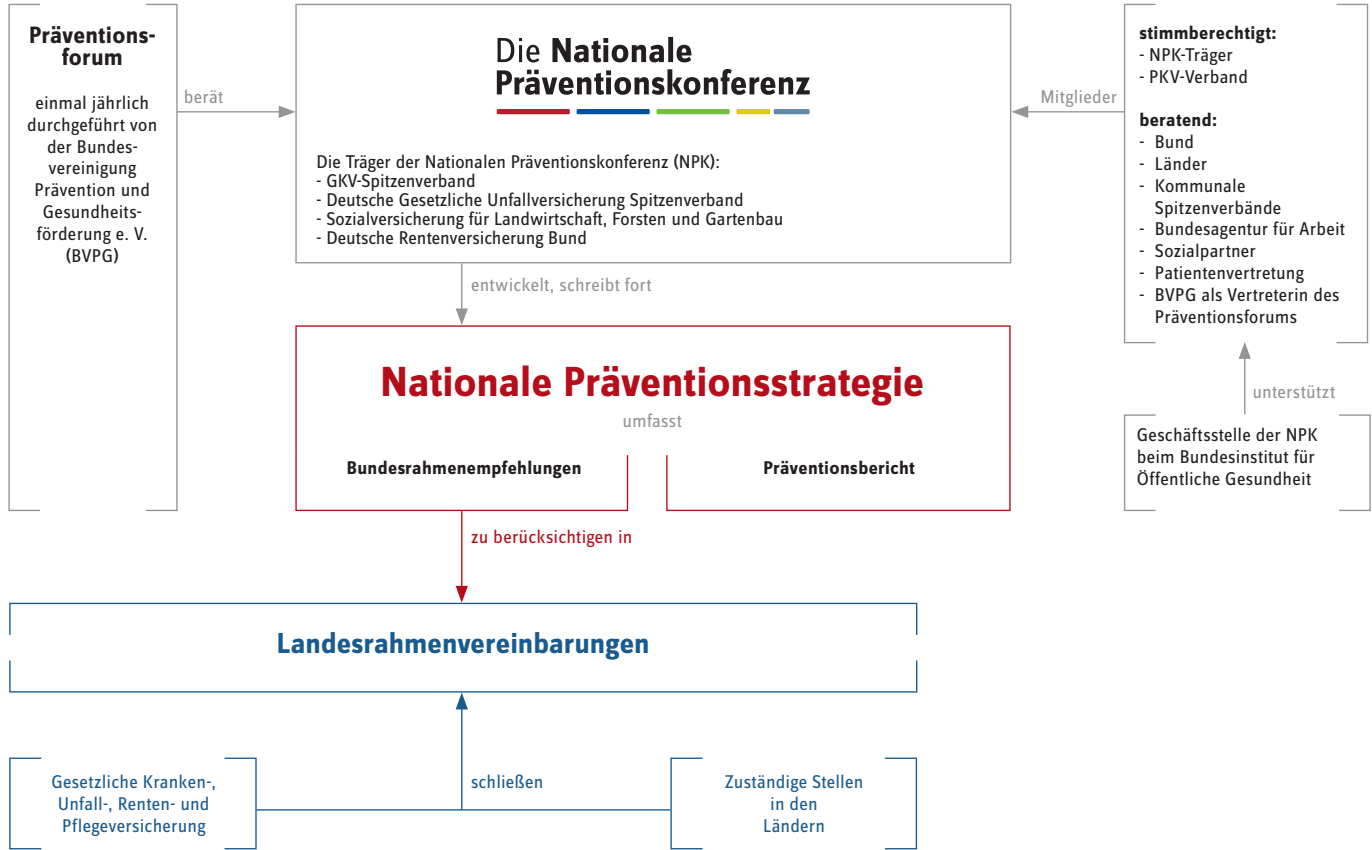 Präventions-
forum
einmal jährlich
durchgeführt von
der Bundes-
vereinigung
Prävention und
Gesundheits-
förderung e. V.
(BVPG)
berät
Die Nationale
Präventionskonferenz
Die Träger der Nationalen Präventionskonferenz (NPK):
- GKV-Spitzenverband
- Deutsche Gesetzliche Unfallversicherung Spitzenverband
- Sozialversicherung für Landwirtschaft, Forsten und Gartenbau
- Deutsche Rentenversicherung Bund
Mitglieder
stimmberechtigt:
- NPK-Träger
- PKV-Verband
beratend:
- Bund
- Länder
- Kommunale
Spitzenverbände
- Bundesagentur für Arbeit
- Sozialpartner
- Patientenvertretung
- BVPG als Vertreterin des
Präventionsforums
unterstützt
Geschäftsstelle der NPK
beim Bundesinstitut für
Öffentliche Gesundheit
entwickelt, schreibt fort
Nationale Präventionsstrategie
umfasst
Bundesrahmenempfehlungen
Präventionsbericht
zu berücksichtigen in
Landesrahmenvereinbarungen
Gesetzliche Kranken-,
Unfall-, Renten- und
Pflegeversicherung
schließen
Zuständige Stellen
in den
Ländern